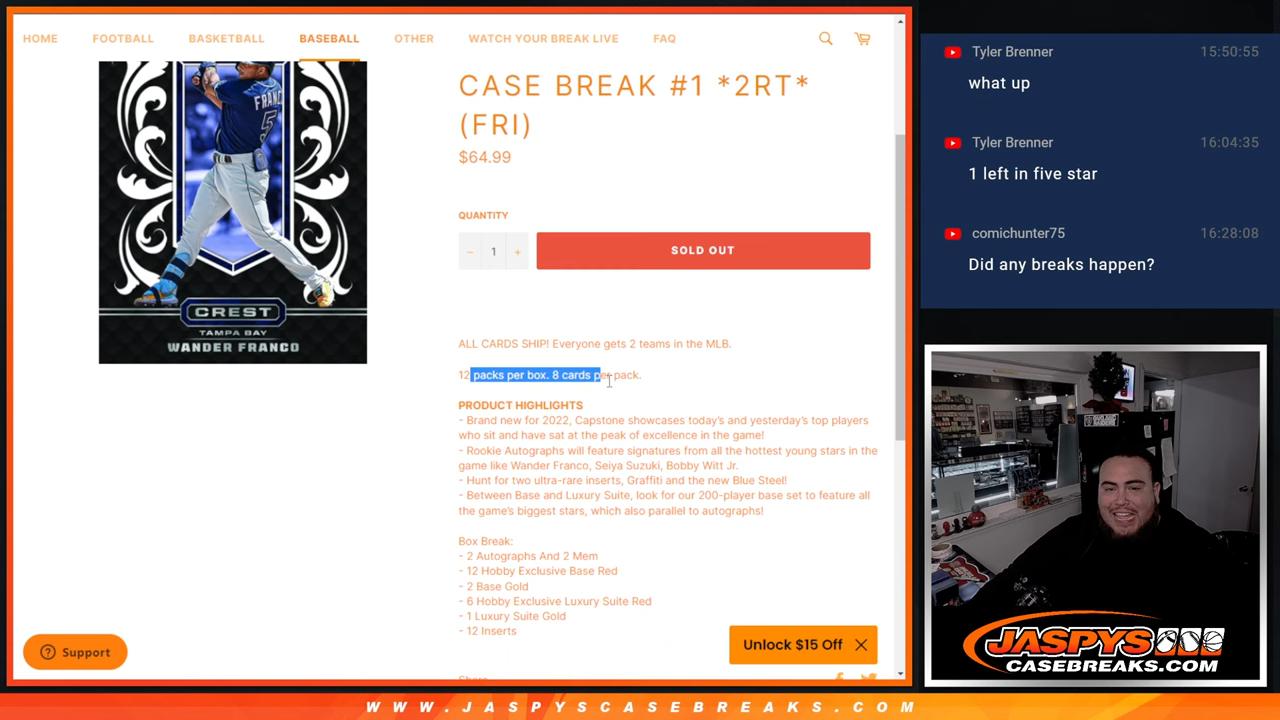 HOME FOOTBALL BASKETBALL BASEBALL OTHER WATCH YOUR BREAK LIVE FAQ
FRANCO
5
CREST
TAMPA BAY
WANDER FRANCO
CASE BREAK #1 *2RT*
(FRI)
$64.99
QUANTITY
− 1 +
SOLD OUT
ALL CARDS SHIP! Everyone gets 2 teams in the MLB.
12 packs per box. 8 cards per pack.
PRODUCT HIGHLIGHTS
- Brand new for 2022, Capstone showcases today's and yesterday's top players
who sit and have sat at the peak of excellence in the game!
- Rookie Autographs will feature signatures from all the hottest young stars in the
game like Wander Franco, Seiya Suzuki, Bobby Witt Jr.
- Hunt for two ultra-rare inserts, Graffiti and the new Blue Steel!
- Between Base and Luxury Suite, look for our 200-player base set to feature all
the game's biggest stars, which also parallel to autographs!
Box Break:
- 2 Autographs And 2 Mem
- 12 Hobby Exclusive Base Red
- 2 Base Gold
- 6 Hobby Exclusive Luxury Suite Red
- 1 Luxury Suite Gold
- 12 Inserts
Share
Support
Unlock $15 Off
Tyler Brenner 15:50:55
what up
Tyler Brenner 16:04:35
1 left in five star
comichunter75 16:28:08
Did any breaks happen?
JASPYS
CASEBREAKS.COM
WWW.JASPYSCASEBREAKS.COM